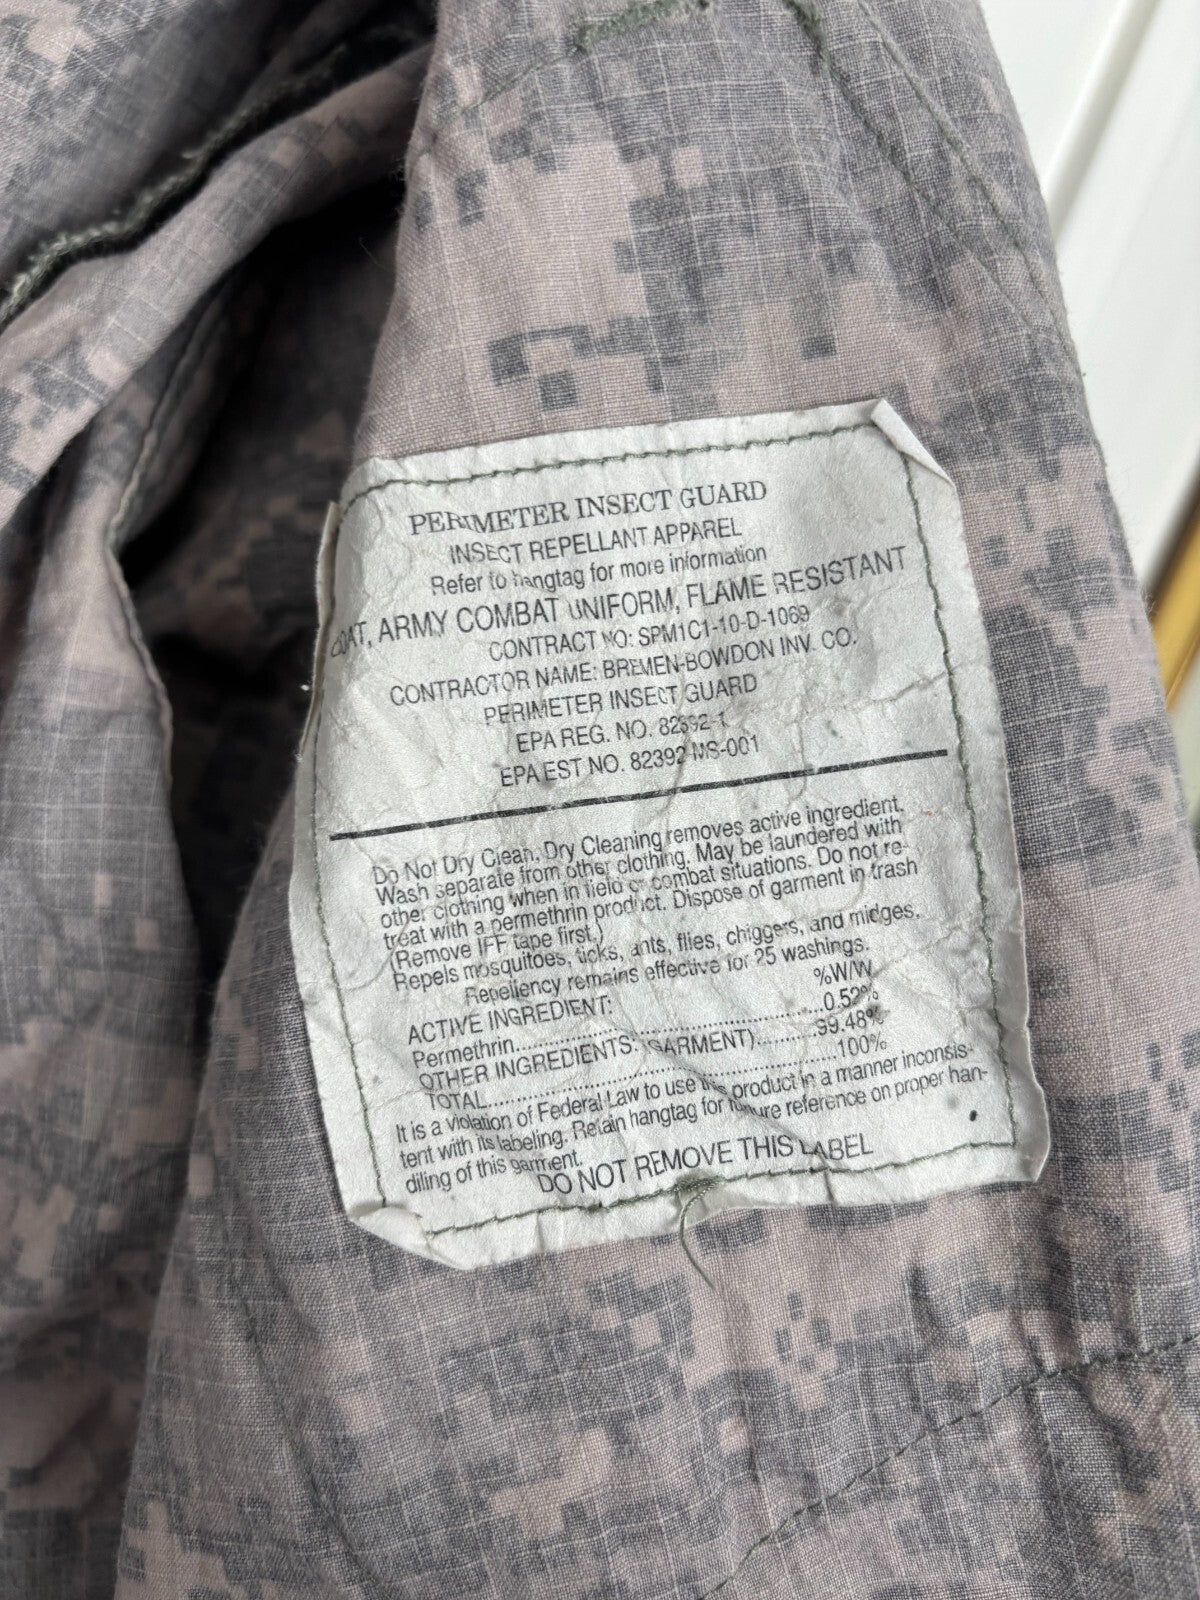 PERIMETER INSECT GUARD
INSECT REPELLANT APPAREL
Refer to hangtag for more information
COAT, ARMY COMBAT UNIFORM, FLAME RESISTANT
CONTRACT NO: SPM1C1-10-D-1069
CONTRACTOR NAME: BREMEN-BOWDON INV. CO.
PERIMETER INSECT GUARD
EPA REG. NO. 82392-1
EPA EST NO. 82392-MS-001
Do Not Dry Clean. Dry Cleaning removes active ingredient.
Wash separate from other clothing. May be laundered with
other clothing when in field or combat situations. Do not re-
treat with a permethrin product. Dispose of garment in trash
(Remove IFF tape first.)
Repels mosquitoes, ticks, ants, flies, chiggers, and midges.
Repellency remains effective for 25 washings.
%W/W
ACTIVE INGREDIENT:
Permethrin..............................................0.52%
OTHER INGREDIENTS: (GARMENT)..........99.48%
TOTAL....................................................100%
It is a violation of Federal Law to use this product in a manner inconsis-
tent with its labeling. Retain hangtag for future reference on proper han-
dling of this garment.
DO NOT REMOVE THIS LABEL